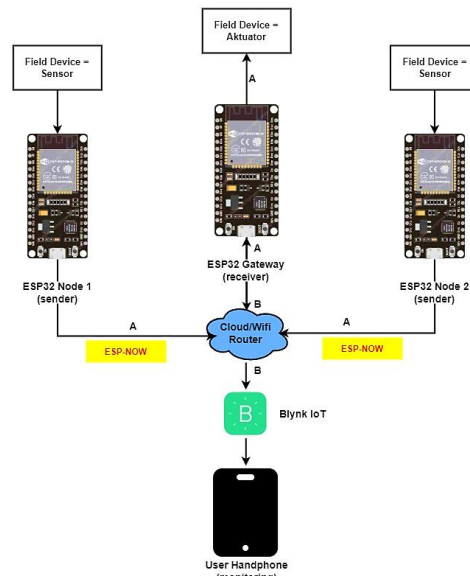 Field Device =
Aktuator
Field Device =
Sensor
Field Device =
Sensor
A
A
ESP32 Gateway
(receiver)
ESP32 Node 1
(sender)
ESP32 Node 2
(sender)
B
A
A
Cloud/Wifi
Router
ESP-NOW
ESP-NOW
B
B
Blynk IoT
User Handphone
(monitoring)